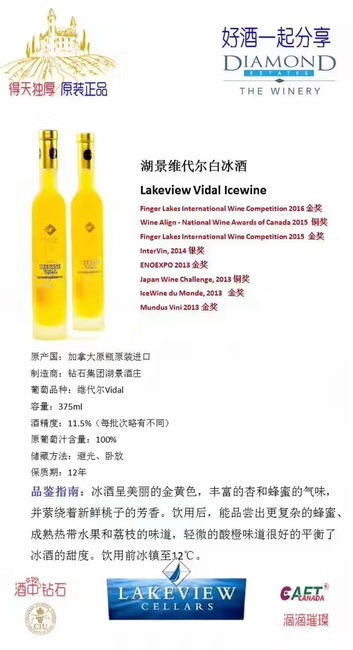 得天独厚 原装正品
好酒一起分享
DIAMOND
ESTATES
THE WINERY
湖景维代尔白冰酒
Lakeview Vidal Icewine
Finger Lakes International Wine Competition 2016 金奖
Wine Align - National Wine Awards of Canada 2015 铜奖
Finger Lakes International Wine Competition 2015 金奖
InterVin, 2014 银奖
ENOEXPO 2013 金奖
Japan Wine Challenge, 2013 铜奖
IceWine du Monde, 2013 金奖
Mundus Vini 2013 金奖
原产国：加拿大原瓶原装进口
制造商：钻石集团湖景酒庄
葡萄品种：维代尔Vidal
容量：375ml
酒精度：11.5%（每批次略有不同）
原葡萄汁含量：100%
储藏方法：避光、卧放
保质期：12年
品鉴指南：冰酒呈美丽的金黄色，丰富的杏和蜂蜜的气味，
并萦绕着新鲜桃子的芳香。饮用后，能品尝出更复杂的蜂蜜、
成熟热带水果和荔枝的味道，轻微的酸橙味道很好的平衡了
冰酒的甜度。饮用前冰镇至12℃。
酒中钻石
CIU
LAKEVIEW
CELLARS
GAET
CANADA
滴滴璀璨